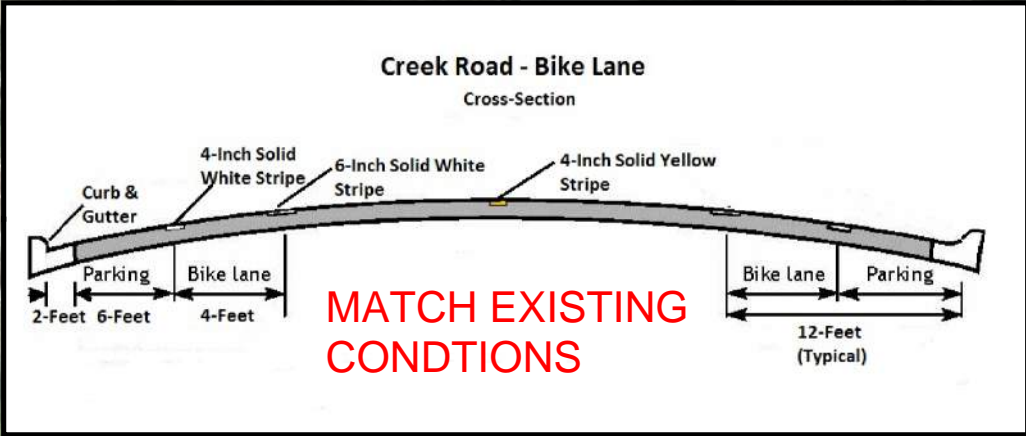 Creek Road - Bike Lane
Cross-Section
4-Inch Solid
White Stripe
6-Inch Solid White
Stripe
4-Inch Solid Yellow
Stripe
Curb &
Gutter
Parking
Bike lane
Bike lane
Parking
2-Feet
6-Feet
4-Feet
12-Feet
(Typical)
MATCH EXISTING
CONDTIONS